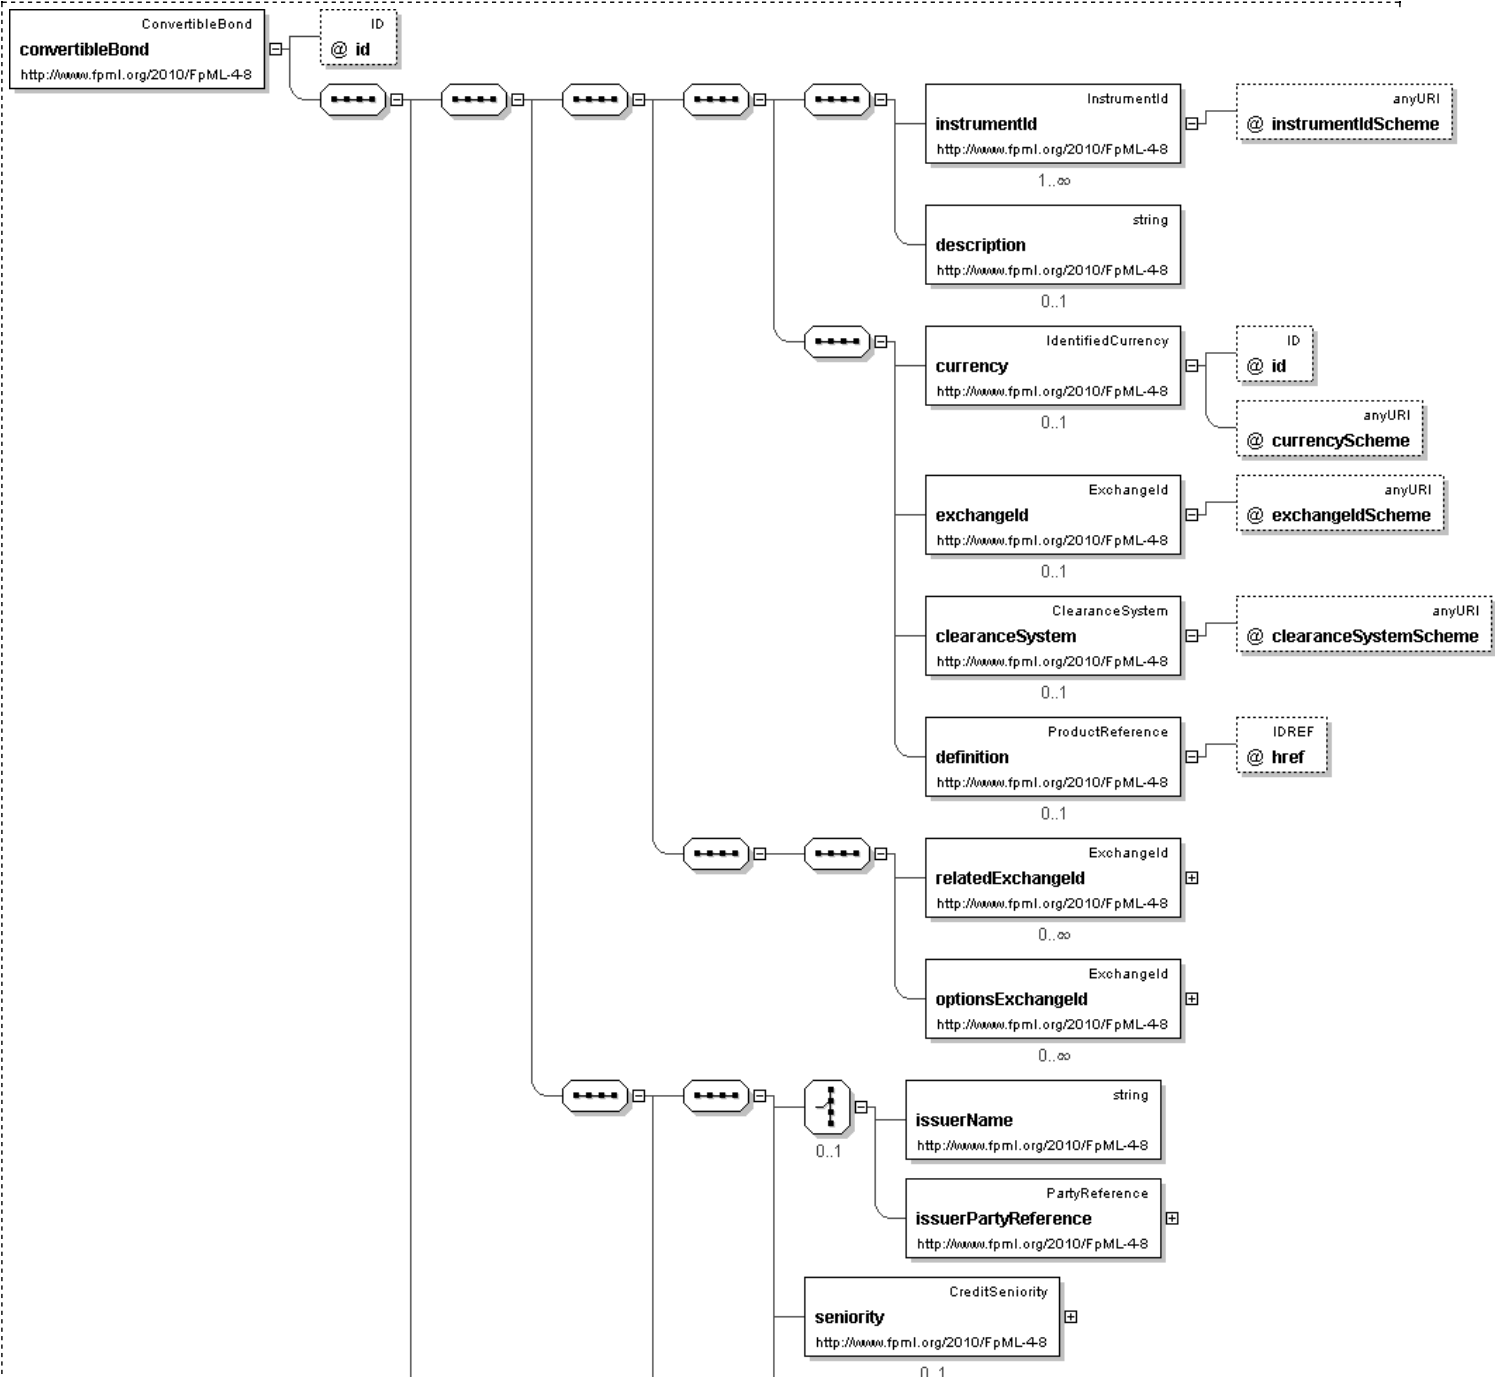 ConvertibleBond
convertibleBond
http://www.fpml.org/2010/FpML-4-8
ID
@ id
InstrumentId
instrumentId
http://www.fpml.org/2010/FpML-4-8
1..∞
anyURI
@ instrumentIdScheme
string
description
http://www.fpml.org/2010/FpML-4-8
0..1
IdentifiedCurrency
currency
http://www.fpml.org/2010/FpML-4-8
0..1
ID
@ id
anyURI
@ currencyScheme
ExchangeId
exchangeId
http://www.fpml.org/2010/FpML-4-8
0..1
anyURI
@ exchangeIdScheme
ClearanceSystem
clearanceSystem
http://www.fpml.org/2010/FpML-4-8
0..1
anyURI
@ clearanceSystemScheme
ProductReference
definition
http://www.fpml.org/2010/FpML-4-8
0..1
IDREF
@ href
ExchangeId
relatedExchangeId
http://www.fpml.org/2010/FpML-4-8
0..∞
ExchangeId
optionsExchangeId
http://www.fpml.org/2010/FpML-4-8
0..∞
0..1
string
issuerName
http://www.fpml.org/2010/FpML-4-8
PartyReference
issuerPartyReference
http://www.fpml.org/2010/FpML-4-8
CreditSeniority
seniority
http://www.fpml.org/2010/FpML-4-8
0..1